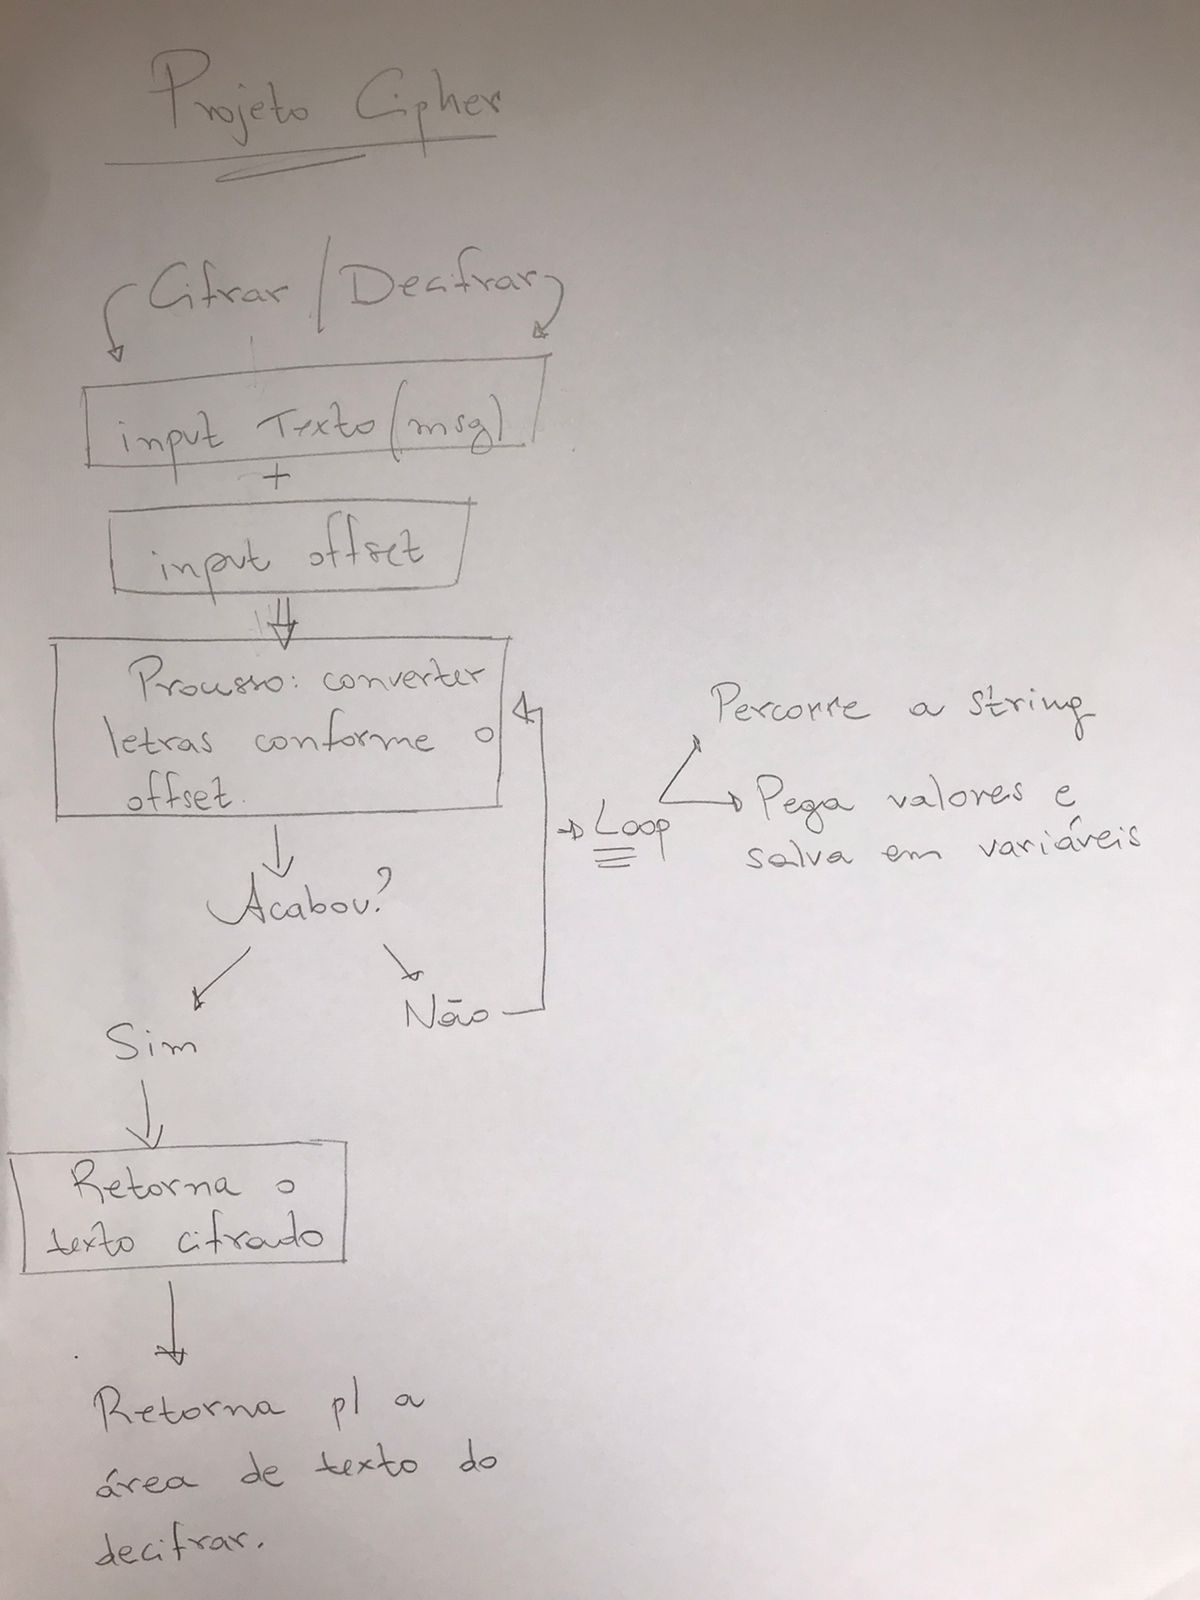 Projeto Cipher
Cifrar / Decifrar
input Texto (msg)
+
input offset
Processo: converter
letras conforme o
offset.
Acabou?
Sim
Não
Loop
Percorre a string
Pega valores e
salva em variáveis
Retorna o
texto cifrado
Retorna p/ a
área de texto do
decifrar.